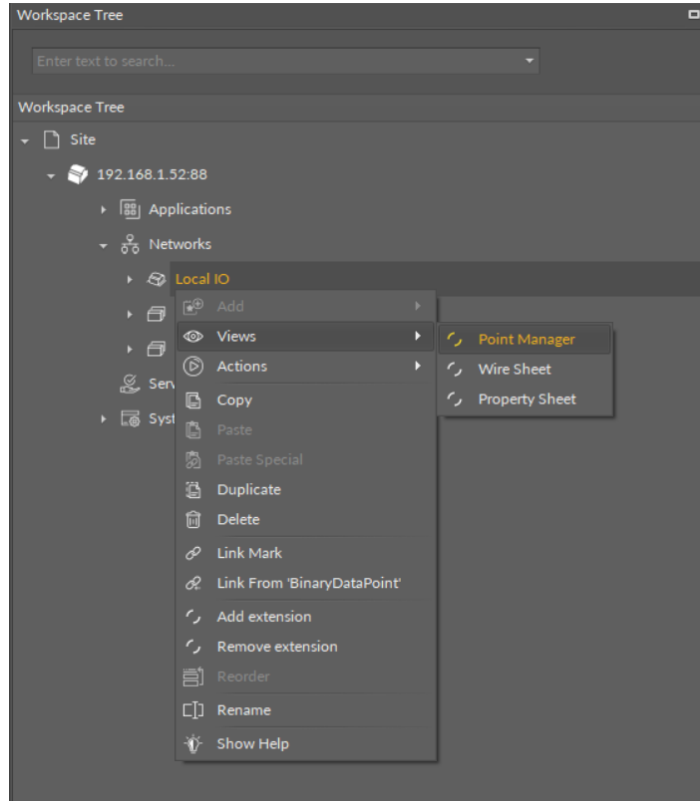 Workspace Tree
Enter text to search...
Workspace Tree
Site
192.168.1.52:88
Applications
Networks
Local IO
Add
Views
Point Manager
Actions
Wire Sheet
Serv
Copy
Property Sheet
Syst
Paste
Paste Special
Duplicate
Delete
Link Mark
Link From 'BinaryDataPoint'
Add extension
Remove extension
Reorder
Rename
Show Help